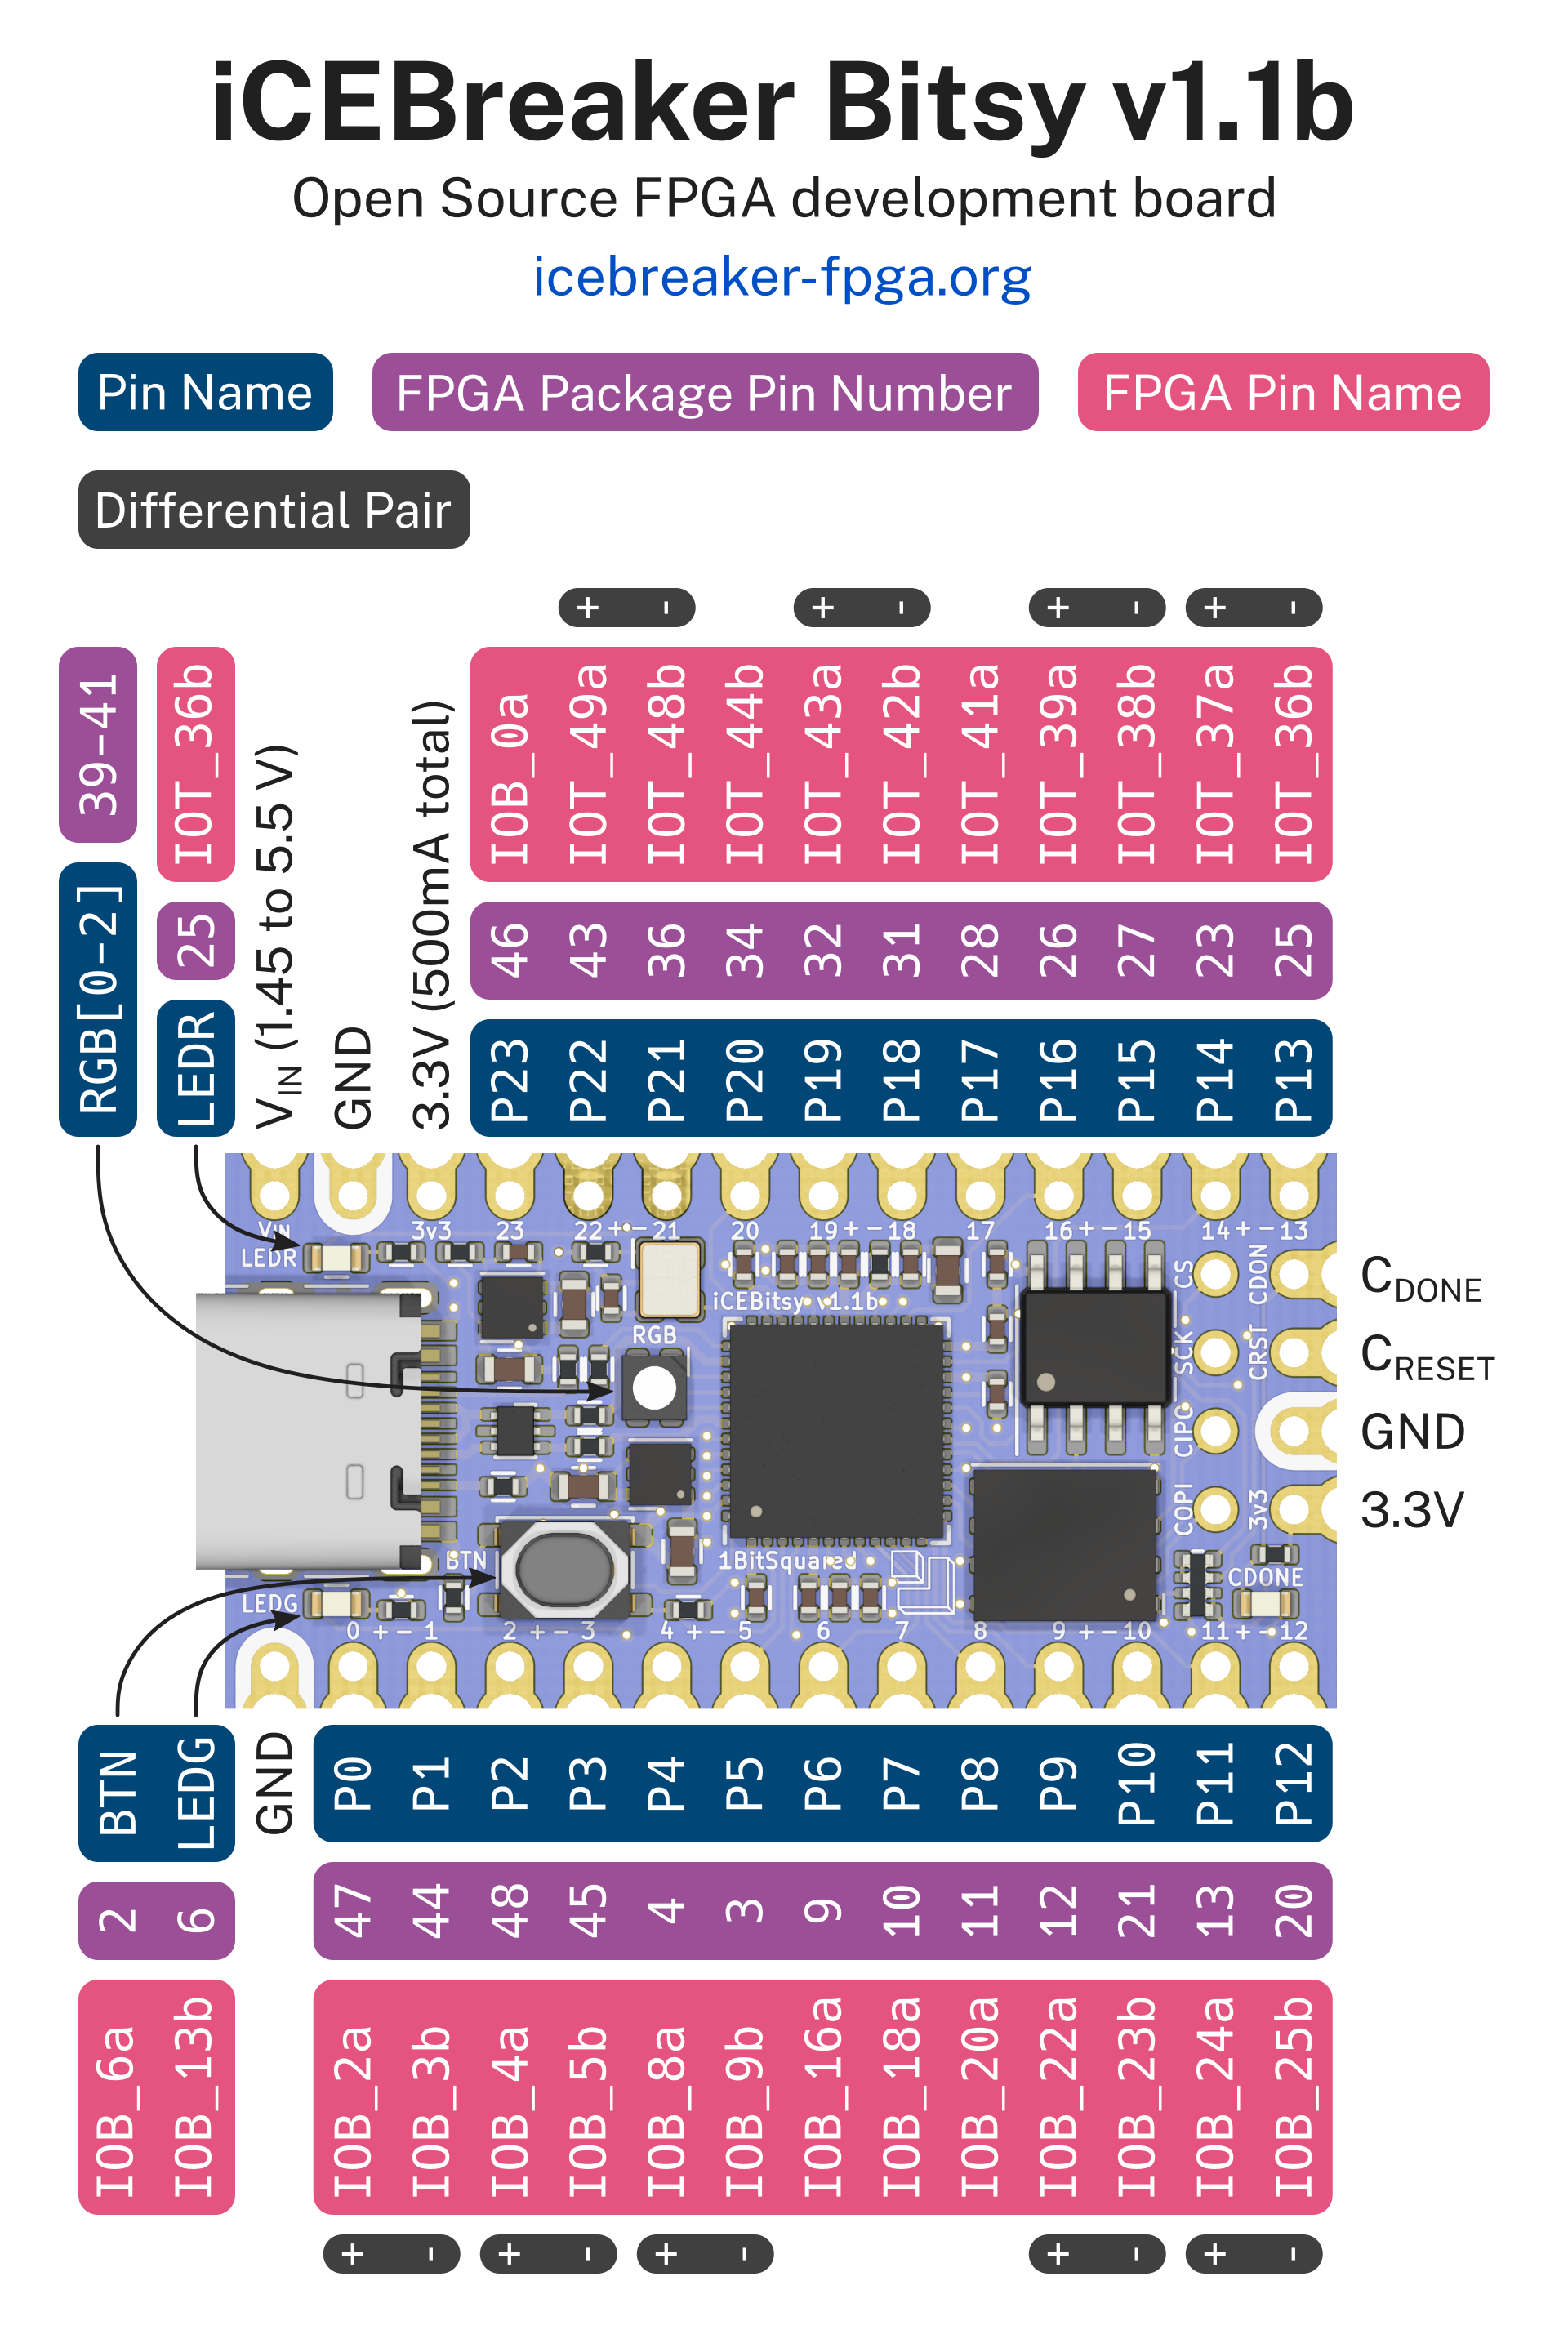 iCEBreaker Bitsy v1.1b
Open Source FPGA development board
icebreaker-fpga.org
Pin Name
FPGA Package Pin Number
FPGA Pin Name
Differential Pair
+ - + - + - + -
39-41
RGB[0-2]
IOT_36b
25
LEDR
VIN (1.45 to 5.5 V)
GND
3.3V (500mA total)
IOB_0a IOT_49a IOT_48b IOT_44b IOT_43a IOT_42b IOT_41a IOT_39a IOT_38b IOT_37a IOT_36b
46 43 36 34 32 31 28 26 27 23 25
P23 P22 P21 P20 P19 P18 P17 P16 P15 P14 P13
VIN 3v3 23 22+-21 20 19+-18 17 16+-15 14+-13
LEDR
CS CDON
iCEBitsy v1.1b
RGB
SCK CRST
CIPO
COPI 3v3
CDONE
CRESET
GND
3.3V
BTN
1BitSquared
CDONE
LEDG
0+-1 2+-3 4+-5 6 7 8 9+-10 11+-12
BTN LEDG
GND
P0 P1 P2 P3 P4 P5 P6 P7 P8 P9 P10 P11 P12
2 6
47 44 48 45 4 3 9 10 11 12 21 13 20
IOB_6a IOB_13b
IOB_2a IOB_3b IOB_4a IOB_5b IOB_8a IOB_9b IOB_16a IOB_18a IOB_20a IOB_22a IOB_23b IOB_24a IOB_25b
+ - + - + - + - + -